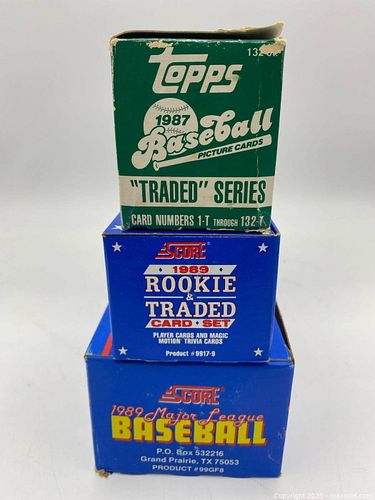 TOPPS
1987
Baseball
PICTURE CARDS
"TRADED" SERIES
CARD NUMBERS 1-T THROUGH 132-T
SCORE
1989
ROOKIE
&
TRADED
CARD SET
PLAYER CARDS AND MAGIC
MOTION TRIVIA CARDS
Product #9917-9
SCORE
1989 Major League
BASEBALL
P.O. Box 532216
Grand Prairie, TX 75053
PRODUCT #99GF8